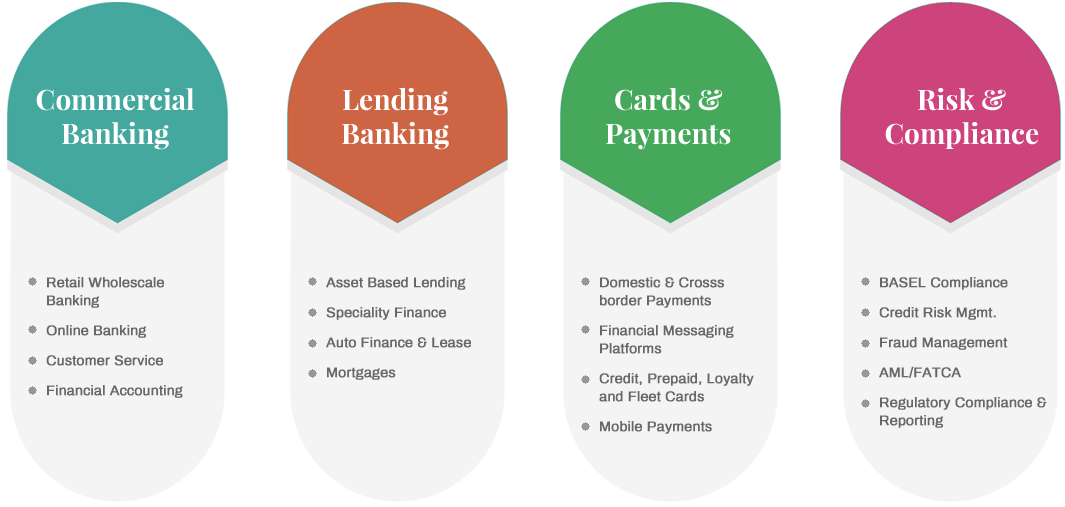 Commercial
Banking
Retail Wholescale
Banking
Online Banking
Customer Service
Financial Accounting
Lending
Banking
Asset Based Lending
Speciality Finance
Auto Finance & Lease
Mortgages
Cards &
Payments
Domestic & Crosss
border Payments
Financial Messaging
Platforms
Credit, Prepaid, Loyalty
and Fleet Cards
Mobile Payments
Risk &
Compliance
BASEL Compliance
Credit Risk Mgmt.
Fraud Management
AML/FATCA
Regulatory Compliance &
Reporting